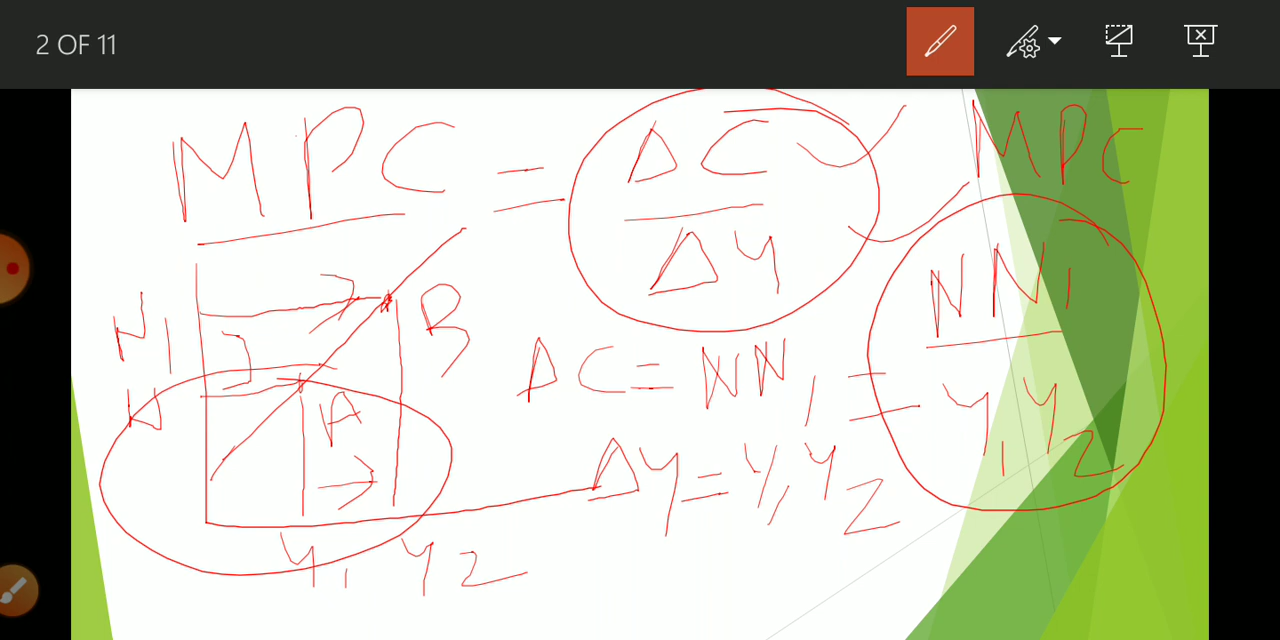 2 OF 11
MPC = ΔC / ΔY
MPC
N1
N
A
B
ΔC = NN1
ΔY = Y1Y2
= NN1 / Y1Y2
Y1 Y2